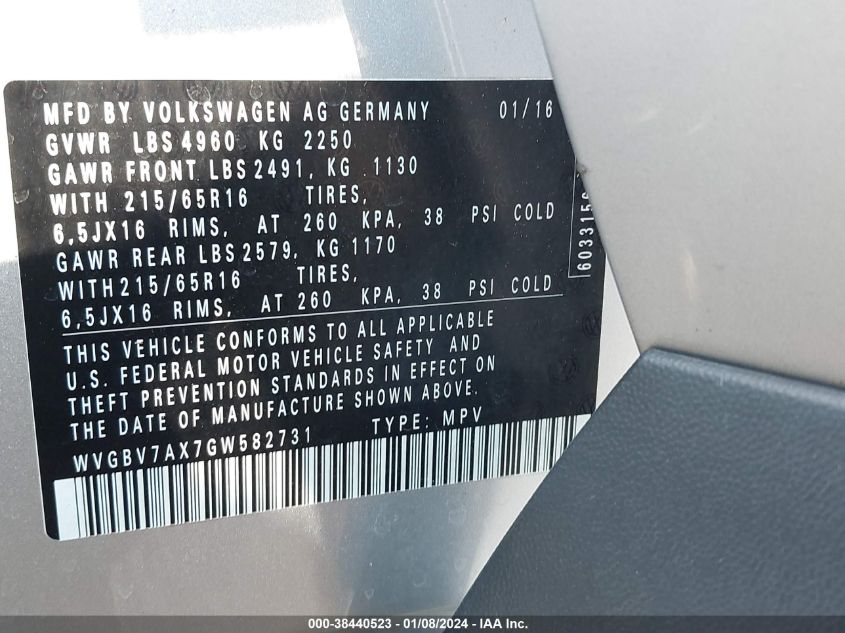 MFD BY VOLKSWAGEN AG GERMANY 01/16
GVWR LBS 4960 KG 2250
GAWR FRONT LBS 2491, KG 1130
WITH 215/65R16 TIRES,
6,5JX16 RIMS, AT 260 KPA, 38 PSI COLD
GAWR REAR LBS 2579, KG 1170
WITH 215/65R16 TIRES,
6,5JX16 RIMS, AT 260 KPA, 38 PSI COLD
THIS VEHICLE CONFORMS TO ALL APPLICABLE
U.S. FEDERAL MOTOR VEHICLE SAFETY AND
THEFT PREVENTION STANDARDS IN EFFECT ON
THE DATE OF MANUFACTURE SHOWN ABOVE.
WVGBV7AX7GW582731 TYPE: MPV
6033156
000-38440523 - 01/08/2024 - IAA Inc.